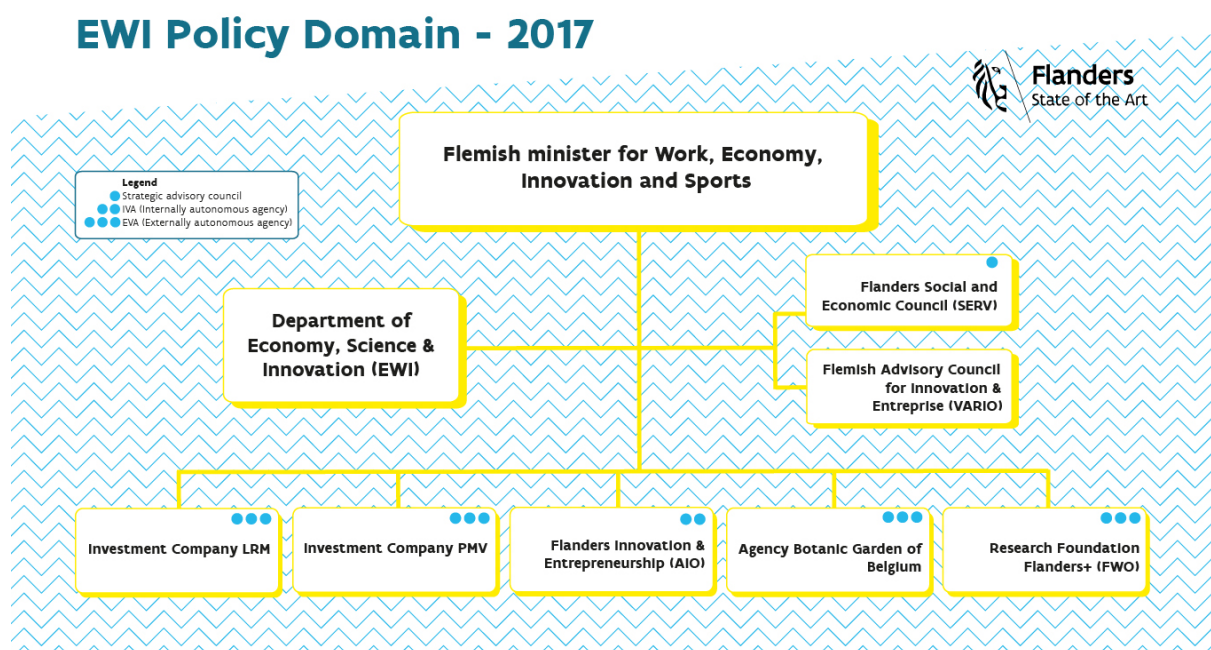 EWI Policy Domain - 2017
Flanders
State of the Art
Flemish minister for Work, Economy,
Innovation and Sports
Legend
Strategic advisory council
IVA (Internally autonomous agency)
EVA (Externally autonomous agency)
Flanders Social and
Economic Council (SERV)
Department of
Economy, Science &
Innovation (EWI)
Flemish Advisory Council
for Innovation &
Entreprise (VARIO)
Investment Company LRM
Investment Company PMV
Flanders Innovation &
Entrepreneurship (AIO)
Agency Botanic Garden of
Belgium
Research Foundation
Flanders+ (FWO)